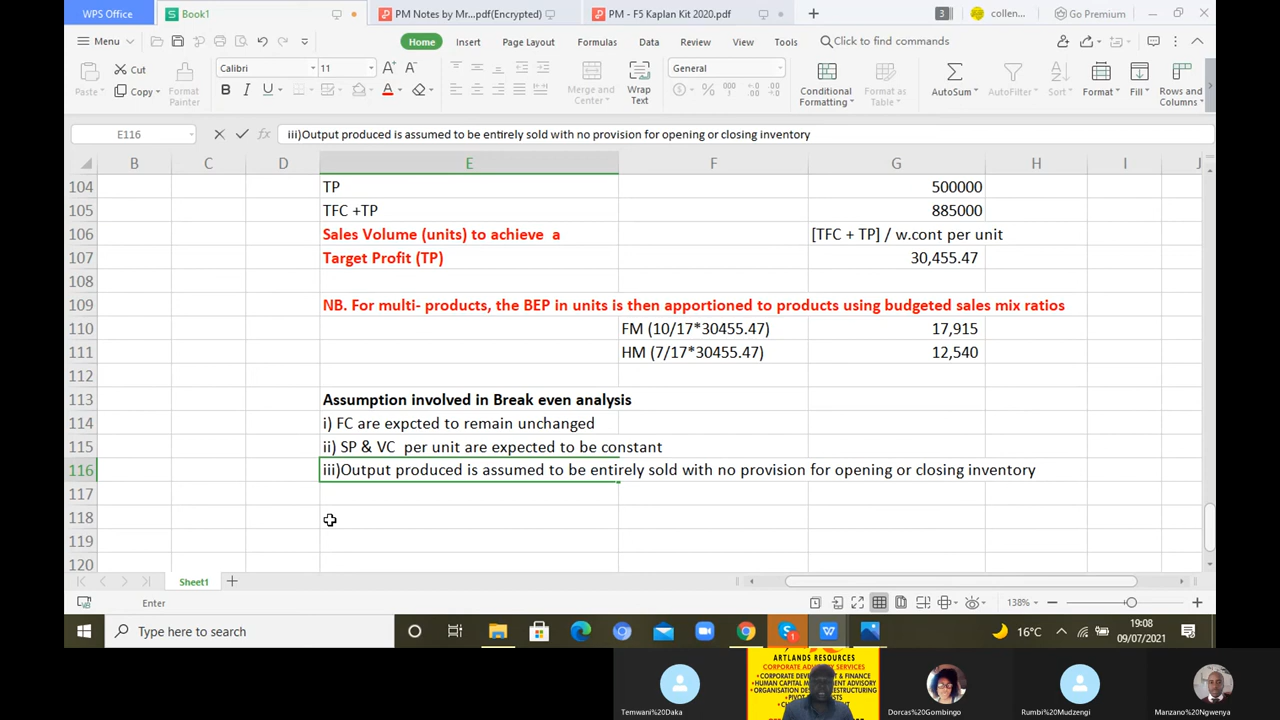 WPS Office
Book1
PM Notes by Mr...pdf(Encrypted)
PM - F5 Kaplan Kit 2020.pdf
3
collen...
Go Premium
Menu
Home
Insert
Page Layout
Formulas
Data
Review
View
Tools
Click to find commands
Paste
Cut
Copy
Format Painter
Calibri
11
Merge and Center
Wrap Text
General
Conditional Formatting
Format as Table
AutoSum
AutoFilter
Sort
Format
Fill
Rows and Columns
E116
iii)Output produced is assumed to be entirely sold with no provision for opening or closing inventory
B C D E F G H I J
104 TP 500000
105 TFC +TP 885000
106 Sales Volume (units) to achieve a [TFC + TP] / w.cont per unit
107 Target Profit (TP) 30,455.47
108
109 NB. For multi- products, the BEP in units is then apportioned to products using budgeted sales mix ratios
110 FM (10/17*30455.47) 17,915
111 HM (7/17*30455.47) 12,540
112
113 Assumption involved in Break even analysis
114 i) FC are expcted to remain unchanged
115 ii) SP & VC per unit are expected to be constant
116 iii)Output produced is assumed to be entirely sold with no provision for opening or closing inventory
117
118
119
120
Sheet1
Enter
138%
Type here to search
16°C
19:08
09/07/2021
ARTLANDS RESOURCES
CORPORATE ADVISORY SERVICES
• CORPORATE DEVELOPMENT & FINANCE
• HUMAN CAPITAL MANAGEMENT ADVISORY
Temwani%20Daka
Dorcas%20Gombingo
Rumbi%20Mudzengi
Manzano%20Ngwenya